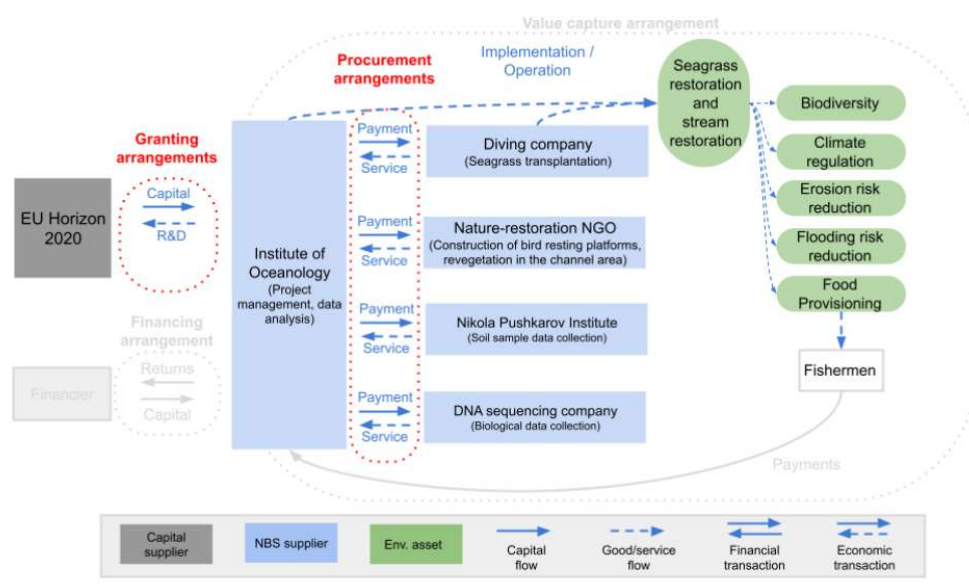 Value capture arrangement
Procurement
arrangements
Implementation /
Operation
Seagrass
restoration
and
stream
restoration
Biodiversity
Climate
regulation
Erosion risk
reduction
Flooding risk
reduction
Food
Provisioning
Fishermen
Payments
Granting
arrangements
EU Horizon
2020
Capital
R&D
Financing
arrangement
Financier
Returns
Capital
Institute of
Oceanology
(Project
management, data
analysis)
Payment
Service
Diving company
(Seagrass transplantation)
Payment
Service
Nature-restoration NGO
(Construction of bird resting platforms,
revegetation in the channel area)
Payment
Service
Nikola Pushkarov Institute
(Soil sample data collection)
Payment
Service
DNA sequencing company
(Biological data collection)
Capital
supplier
NBS supplier
Env. asset
Capital
flow
Good/service
flow
Financial
transaction
Economic
transaction